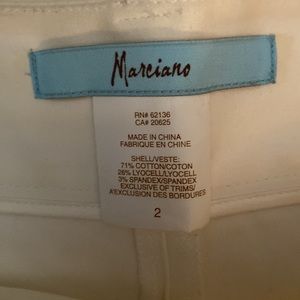 Marciano
RN# 62136
CA# 20625
MADE IN CHINA
FABRIQUE EN CHINE
SHELL/VESTE:
71% COTTON/COTON
26% LYOCELL/LYOCELL
3% SPANDEX/SPANDEX
EXCLUSIVE OF TRIMS/
A'EXCLUSION DES BORDURES
2